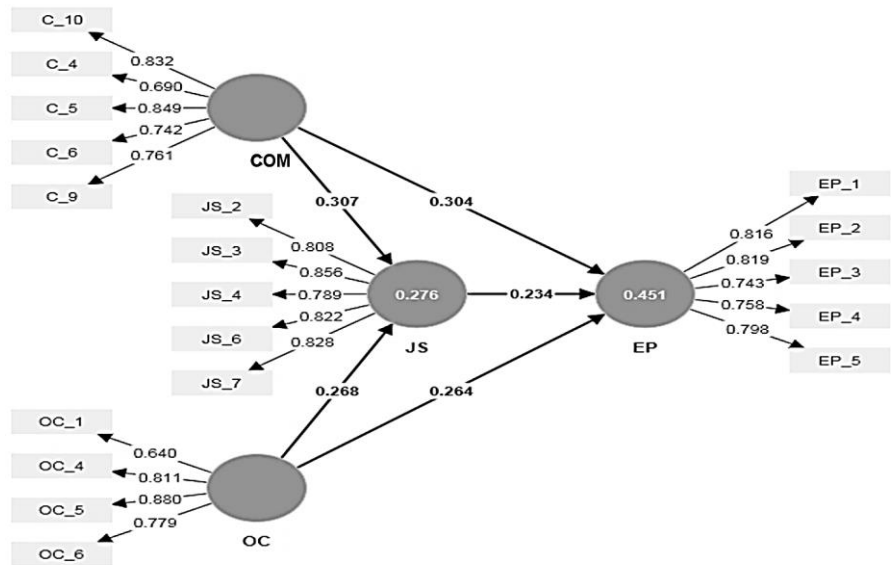 C_10
0.832
C_4
0.690
C_5
0.849
C_6
0.742
C_9
0.761
COM
0.307
0.304
JS_2
0.808
JS_3
0.856
JS_4
0.789
JS_6
0.822
JS_7
0.828
0.276
JS
0.234
0.451
EP
EP_1
0.816
EP_2
0.819
EP_3
0.743
EP_4
0.758
EP_5
0.798
0.268
0.264
OC_1
0.640
OC_4
0.811
OC_5
0.880
OC_6
0.779
OC